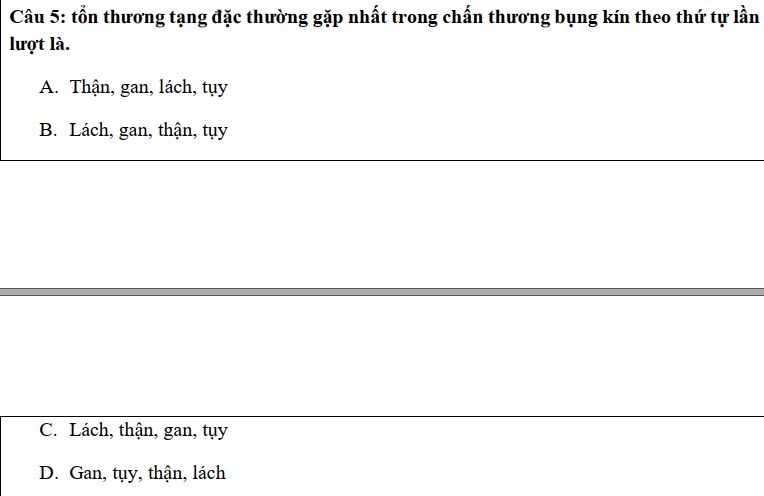 Câu 5: tổn thương tạng đặc thường gặp nhất trong chấn thương bụng kín theo thứ tự lần
lượt là.
A. Thận, gan, lách, tụy
B. Lách, gan, thận, tụy
C. Lách, thận, gan, tụy
D. Gan, tụy, thận, lách